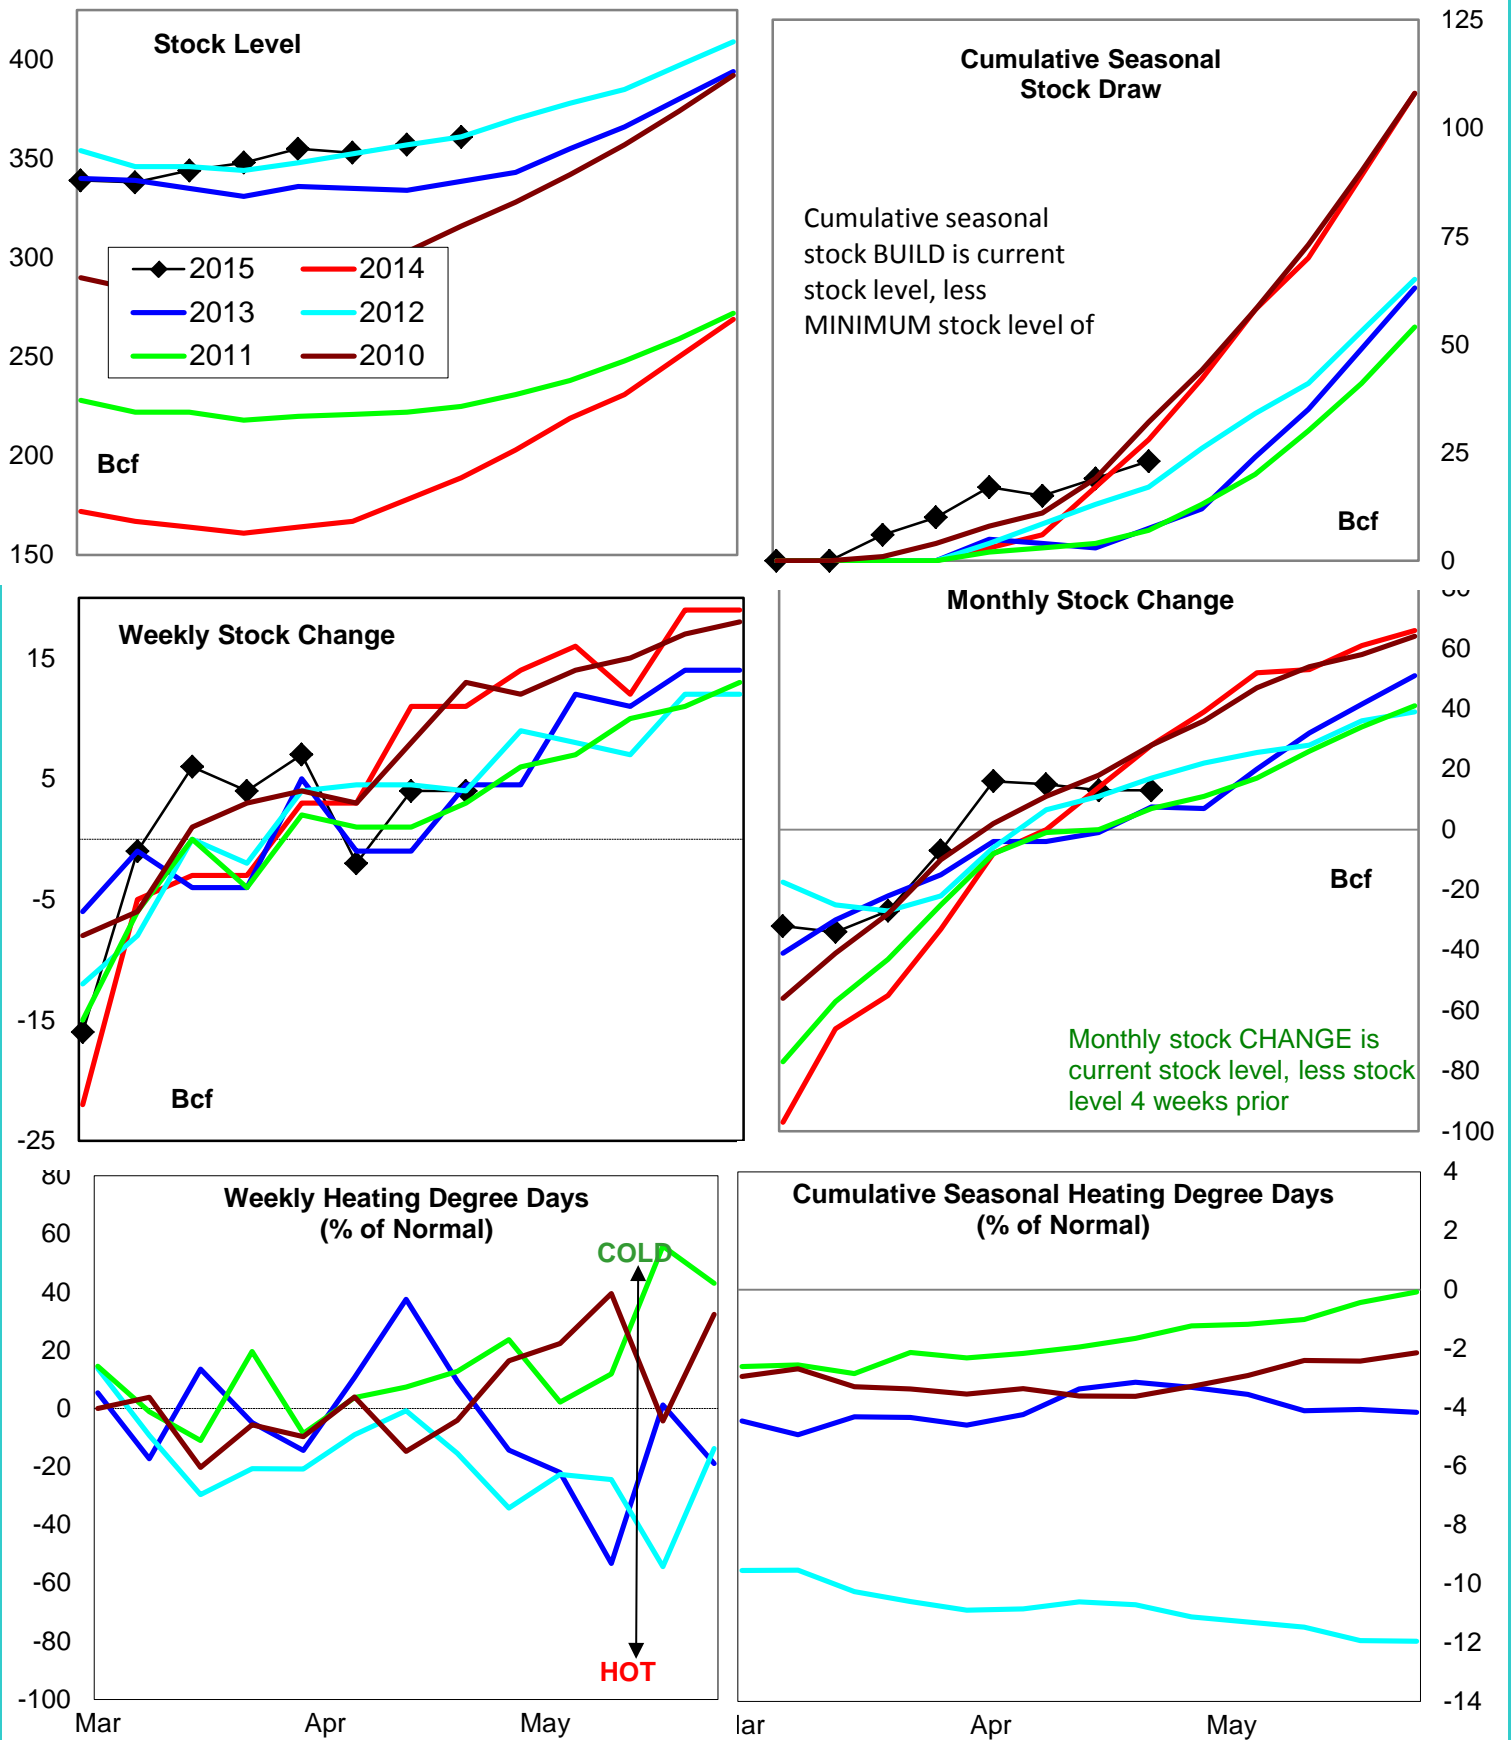 Stock Level
400
350
300
250
200
150
2015
2014
2013
2012
2011
2010
Bcf
Cumulative Seasonal
Stock Draw
125
100
75
50
25
0
Cumulative seasonal
stock BUILD is current
stock level, less
MINIMUM stock level of
Bcf
Weekly Stock Change
15
5
-5
-15
-25
Bcf
Monthly Stock Change
80
60
40
20
0
-20
-40
-60
-80
-100
Bcf
Monthly stock CHANGE is
current stock level, less stock
level 4 weeks prior
Weekly Heating Degree Days
(% of Normal)
80
60
40
20
0
-20
-40
-60
-80
-100
COLD
HOT
Mar
Apr
May
Cumulative Seasonal Heating Degree Days
(% of Normal)
4
2
0
-2
-4
-6
-8
-10
-12
-14
lar
Apr
May